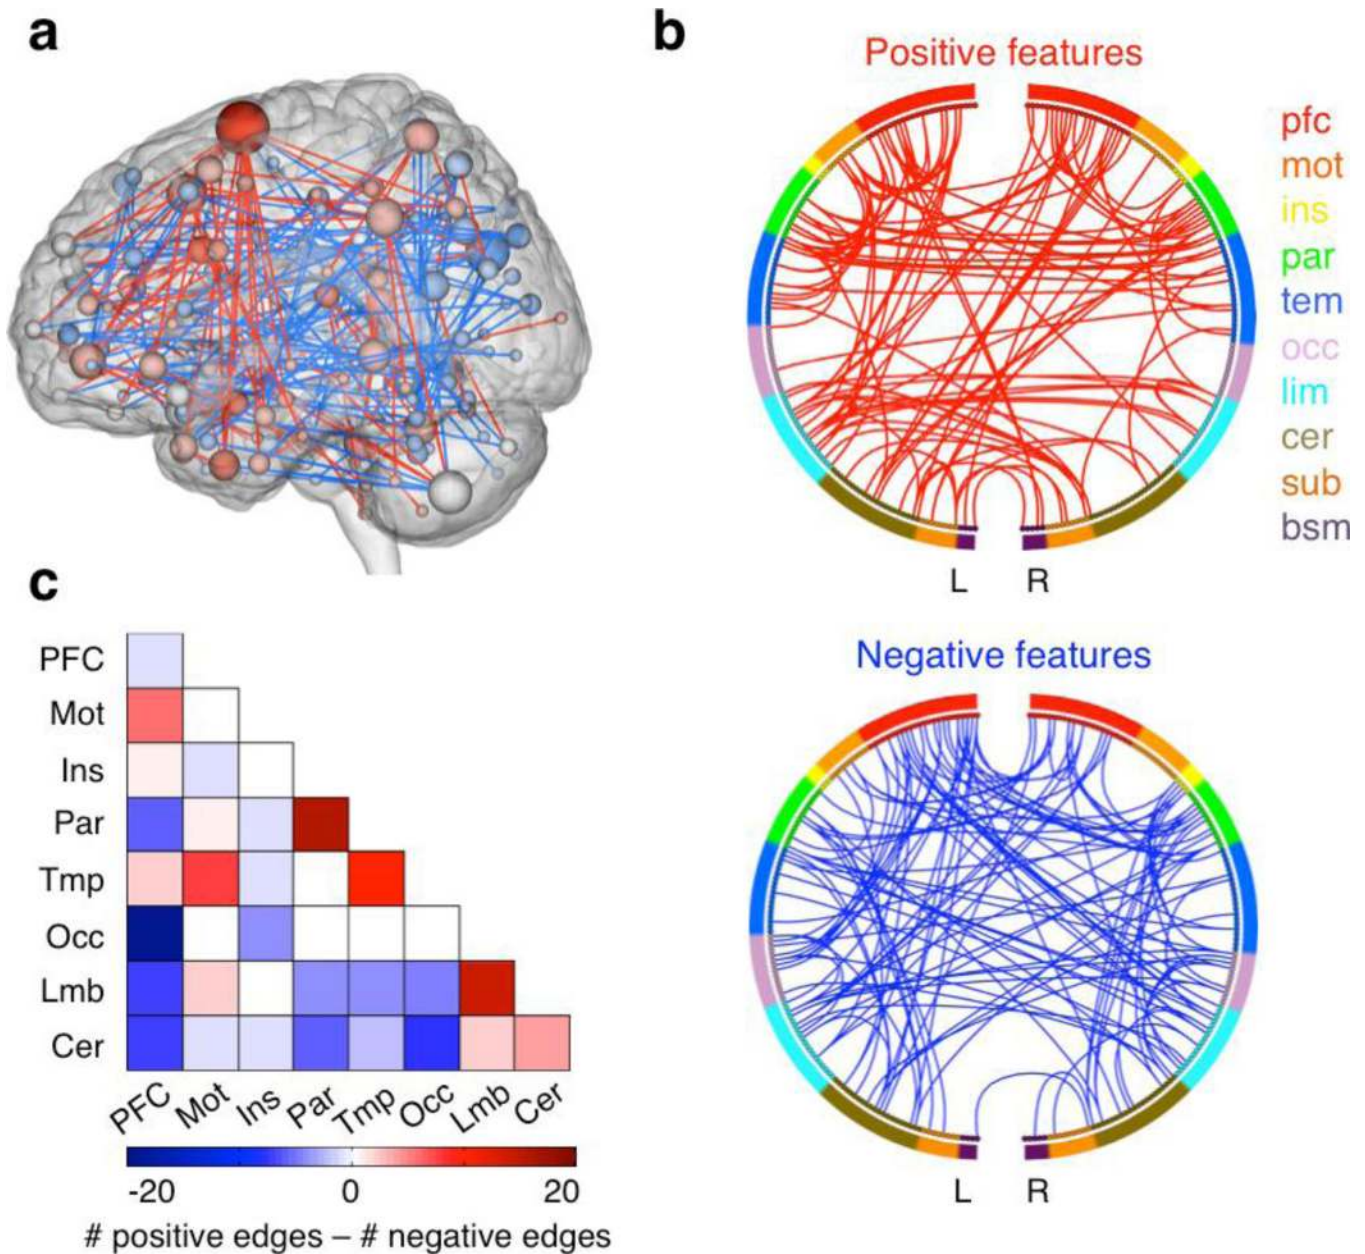 a
b
Positive features
pfc
mot
ins
par
tem
occ
lim
cer
sub
bsm
L R
c
PFC
Mot
Ins
Par
Tmp
Occ
Lmb
Cer
PFC Mot Ins Par Tmp Occ Lmb Cer
-20 0 20
# positive edges – # negative edges
Negative features
L R